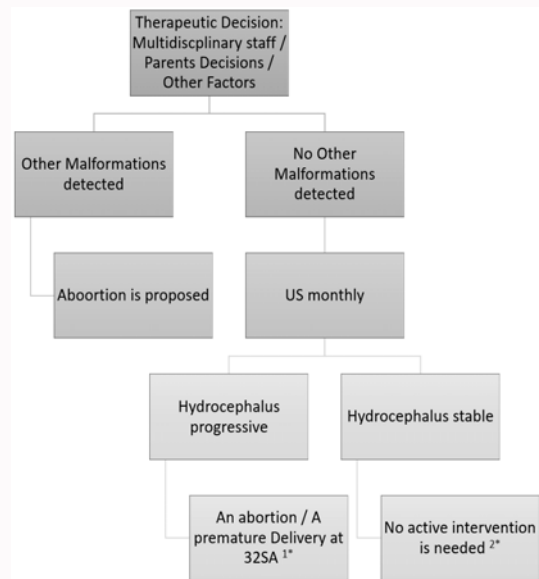 Therapeutic Decision:
Multidiscplinary staff /
Parents Decisions /
Other Factors
Other Malformations
detected
No Other
Malformations
detected
Aboortion is proposed
US monthly
Hydrocephalus
progressive
Hydrocephalus stable
An abortion / A
premature Delivery at
32SA 1*
No active intervention
is needed 2*